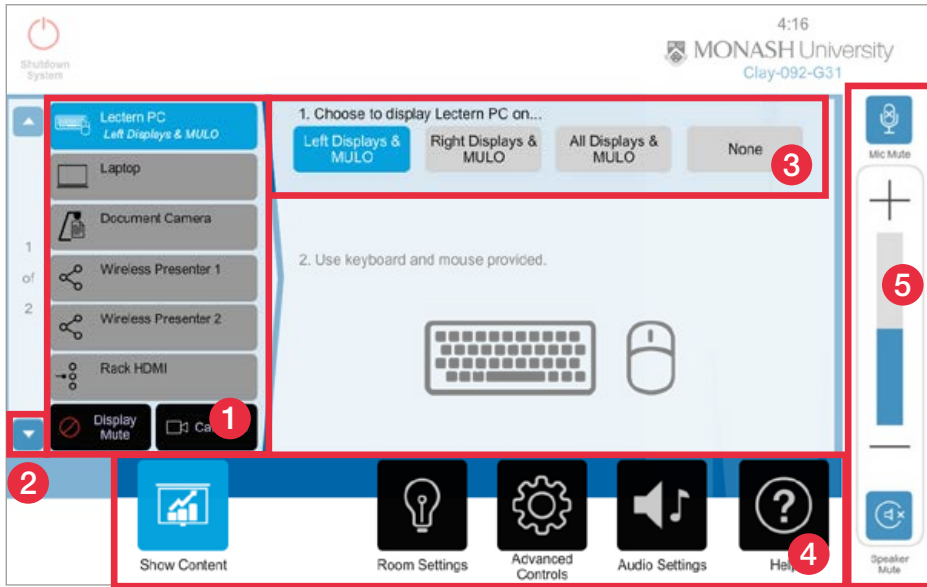 4:16
MONASH University
Clay-092-G31
Shutdown
System
Lectern PC
Left Displays & MULO
Laptop
Document Camera
Wireless Presenter 1
Wireless Presenter 2
Rack HDMI
Display
Mute
Ca
1
1
of
2
2
1. Choose to display Lectern PC on...
Left Displays &
MULO
Right Displays &
MULO
All Displays &
MULO
None
3
2. Use keyboard and mouse provided.
Mic Mute
5
Speaker
Mute
Show Content
Room Settings
Advanced
Controls
Audio Settings
Hel
4